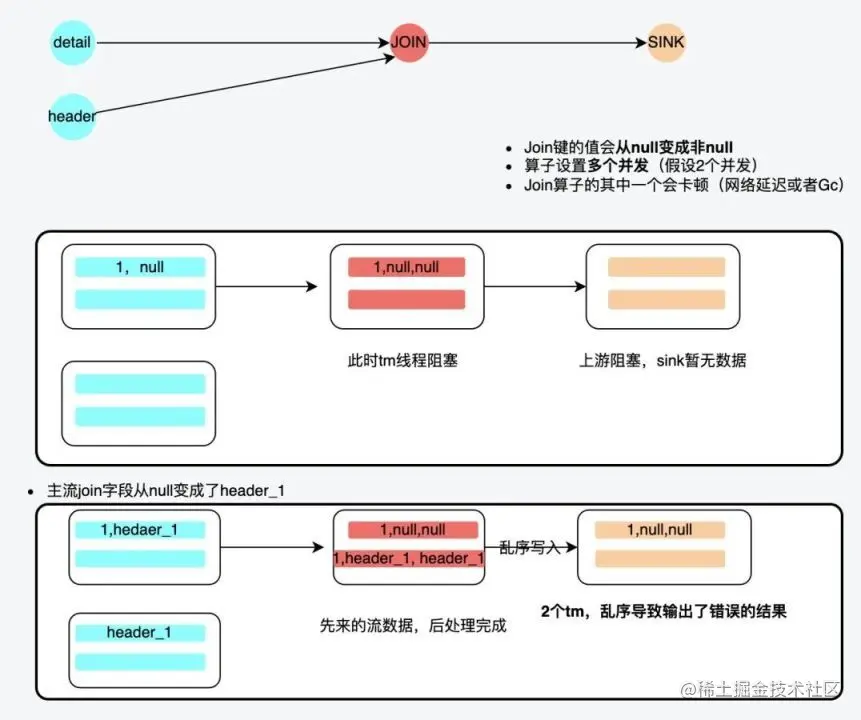 detail
JOIN
SINK
header
• Join键的值会从null变成非null
• 算子设置多个并发（假设2个并发）
• Join算子的其中一个会卡顿（网络延迟或者Gc）
1，null
1,null,null
此时tm线程阻塞
上游阻塞，sink暂无数据
• 主流join字段从null变成了header_1
1,hedaer_1
1,null,null
1,null,null
1,header_1, header_1
乱序写入
header_1
先来的流数据，后处理完成
2个tm，乱序导致输出了错误的结果
@稀土掘金技术社区